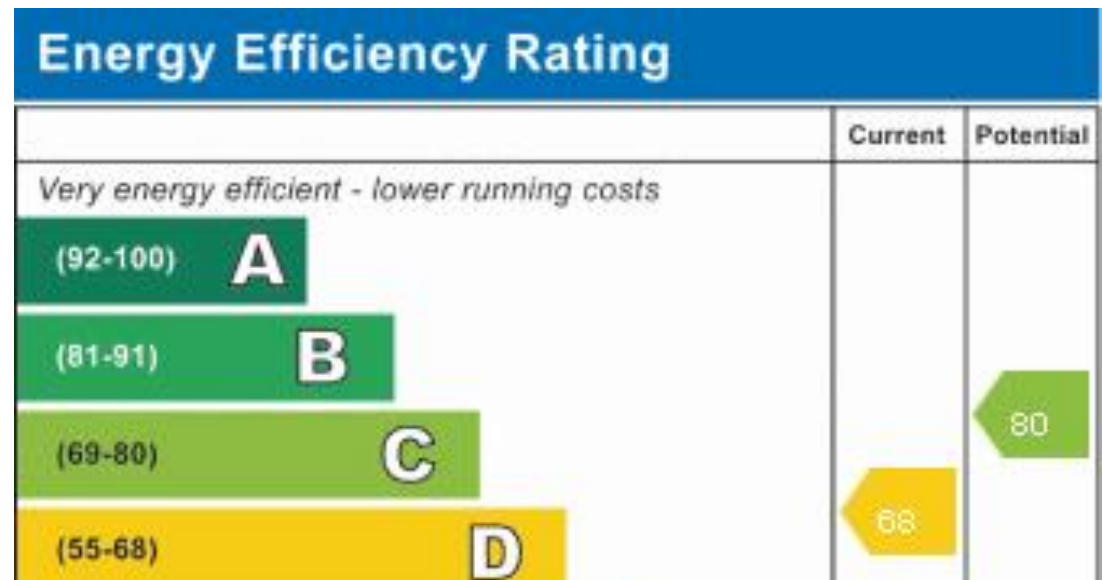 Energy Efficiency Rating
Current Potential
Very energy efficient - lower running costs
(92-100) A
(81-91) B
(69-80) C
80
(55-68) D
68